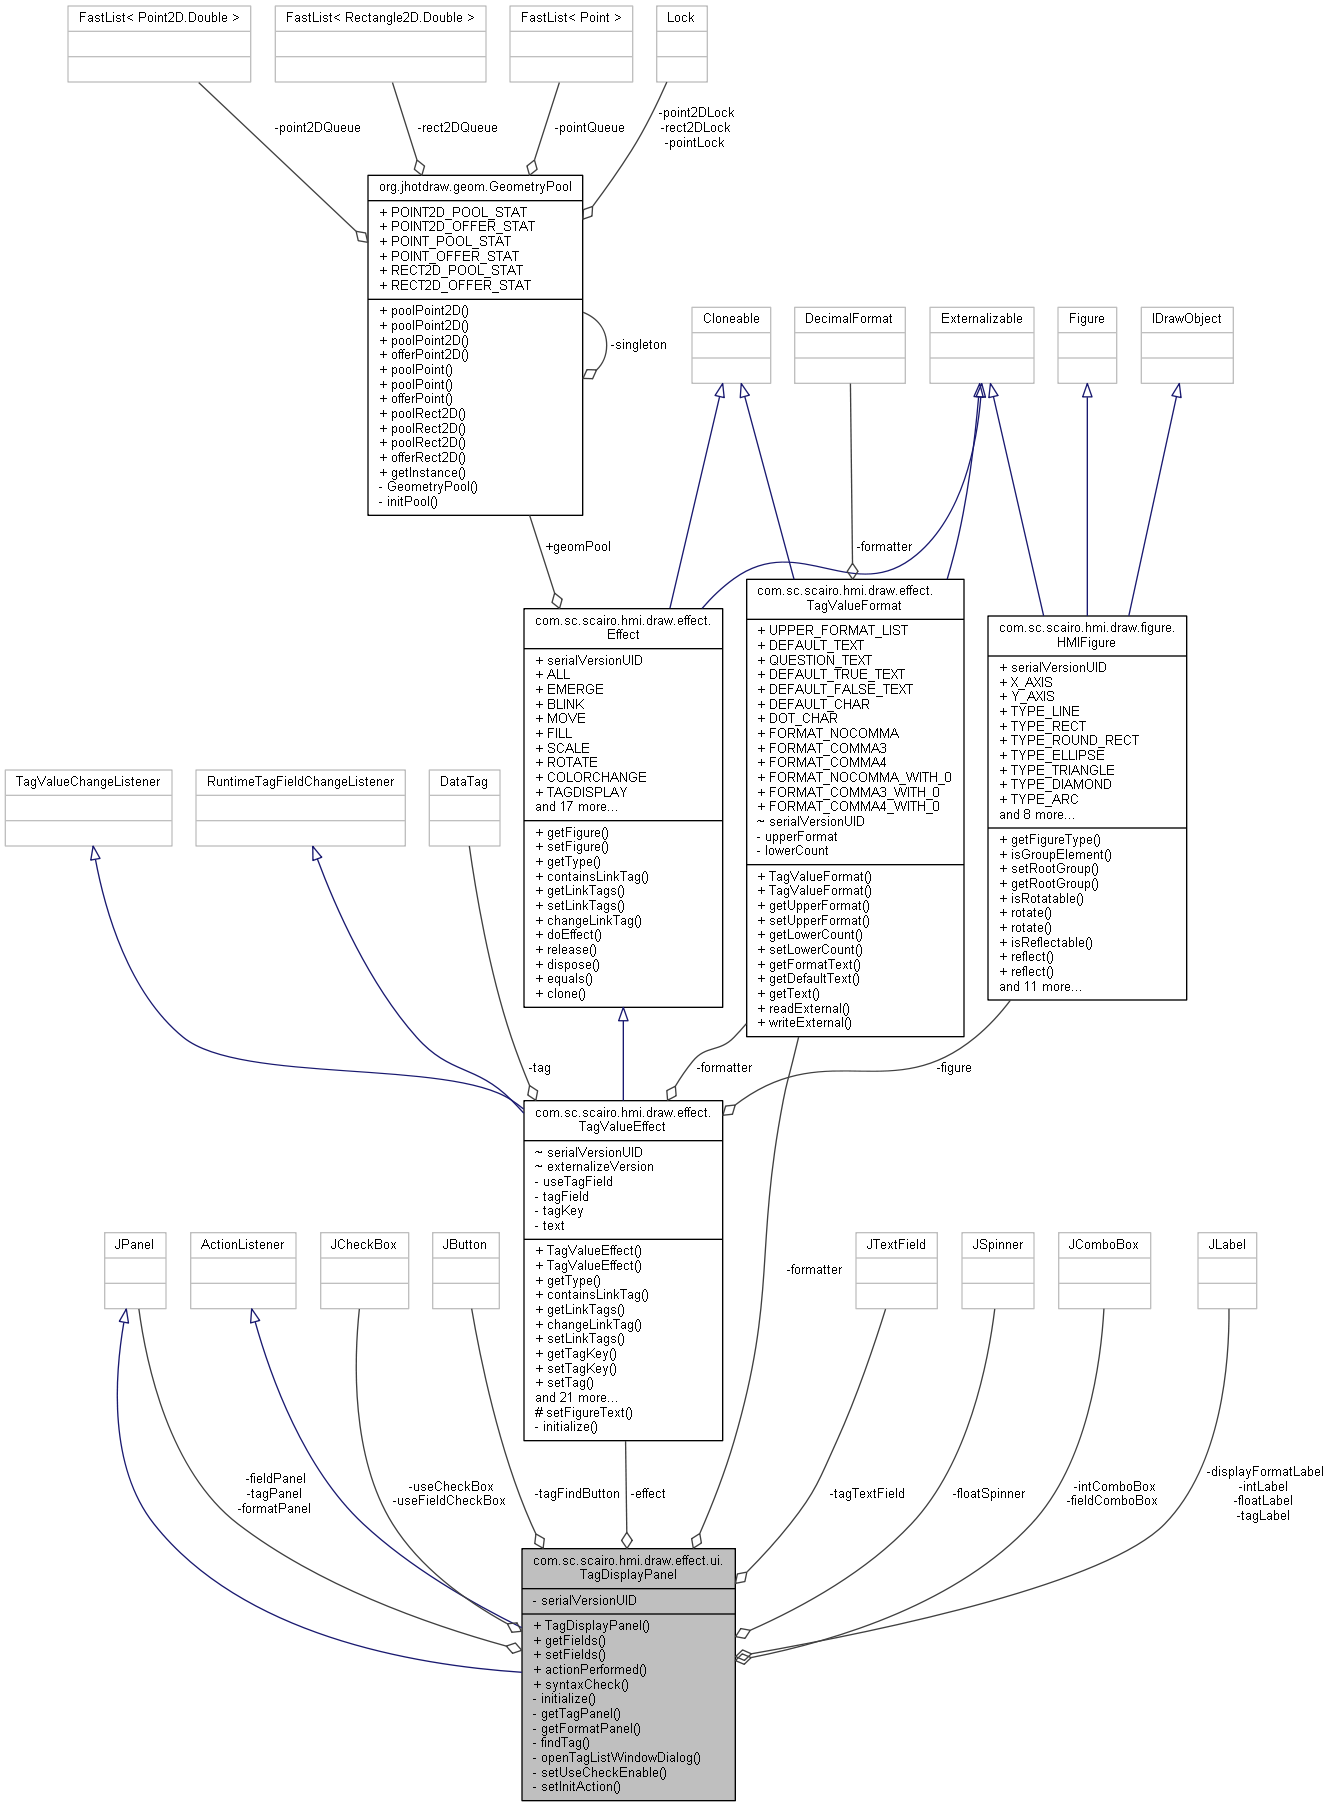 FastList< Point2D.Double >
FastList< Rectangle2D.Double >
FastList< Point >
Lock
-point2DQueue
-rect2DQueue
-pointQueue
-point2DLock
-rect2DLock
-pointLock
org.jhotdraw.geom.GeometryPool
+ POINT2D_POOL_STAT
+ POINT2D_OFFER_STAT
+ POINT_POOL_STAT
+ POINT_OFFER_STAT
+ RECT2D_POOL_STAT
+ RECT2D_OFFER_STAT
+ poolPoint2D()
+ poolPoint2D()
+ poolPoint2D()
+ offerPoint2D()
+ poolPoint()
+ poolPoint()
+ offerPoint()
+ poolRect2D()
+ poolRect2D()
+ poolRect2D()
+ offerRect2D()
+ getInstance()
- GeometryPool()
- initPool()
-singleton
Cloneable
DecimalFormat
Externalizable
Figure
IDrawObject
+geomPool
-formatter
com.sc.scairo.hmi.draw.effect.
Effect
+ serialVersionUID
+ ALL
+ EMERGE
+ BLINK
+ MOVE
+ FILL
+ SCALE
+ ROTATE
+ COLORCHANGE
+ TAGDISPLAY
and 17 more...
+ getFigure()
+ setFigure()
+ getType()
+ containsLinkTag()
+ getLinkTags()
+ setLinkTags()
+ changeLinkTag()
+ doEffect()
+ release()
+ dispose()
+ equals()
+ clone()
com.sc.scairo.hmi.draw.effect.
TagValueFormat
+ UPPER_FORMAT_LIST
+ DEFAULT_TEXT
+ QUESTION_TEXT
+ DEFAULT_TRUE_TEXT
+ DEFAULT_FALSE_TEXT
+ DEFAULT_CHAR
+ DOT_CHAR
+ FORMAT_NOCOMMA
+ FORMAT_COMMA3
+ FORMAT_COMMA4
+ FORMAT_NOCOMMA_WITH_0
+ FORMAT_COMMA3_WITH_0
+ FORMAT_COMMA4_WITH_0
~ serialVersionUID
- upperFormat
- lowerCount
+ TagValueFormat()
+ TagValueFormat()
+ getUpperFormat()
+ setUpperFormat()
+ getLowerCount()
+ setLowerCount()
+ getFormatText()
+ getDefaultText()
+ getText()
+ readExternal()
+ writeExternal()
com.sc.scairo.hmi.draw.figure.
HMIFigure
+ serialVersionUID
+ X_AXIS
+ Y_AXIS
+ TYPE_LINE
+ TYPE_RECT
+ TYPE_ROUND_RECT
+ TYPE_ELLIPSE
+ TYPE_TRIANGLE
+ TYPE_DIAMOND
+ TYPE_ARC
and 8 more...
+ getFigureType()
+ isGroupElement()
+ setRootGroup()
+ getRootGroup()
+ isRotatable()
+ rotate()
+ rotate()
+ isReflectable()
+ reflect()
+ reflect()
and 11 more...
TagValueChangeListener
RuntimeTagFieldChangeListener
DataTag
-tag
-formatter
-figure
com.sc.scairo.hmi.draw.effect.
TagValueEffect
~ serialVersionUID
~ externalizeVersion
- useTagField
- tagField
- tagKey
- text
+ TagValueEffect()
+ TagValueEffect()
+ getType()
+ containsLinkTag()
+ getLinkTags()
+ changeLinkTag()
+ setLinkTags()
+ getTagKey()
+ setTagKey()
+ setTag()
and 21 more...
# setFigureText()
- initialize()
JPanel
ActionListener
JCheckBox
JButton
-formatter
JTextField
JSpinner
JComboBox
JLabel
-fieldPanel
-tagPanel
-formatPanel
-useCheckBox
-useFieldCheckBox
-tagFindButton
-effect
-tagTextField
-floatSpinner
-intComboBox
-fieldComboBox
-displayFormatLabel
-intLabel
-floatLabel
-tagLabel
com.sc.scairo.hmi.draw.effect.ui.
TagDisplayPanel
- serialVersionUID
+ TagDisplayPanel()
+ getFields()
+ setFields()
+ actionPerformed()
+ syntaxCheck()
- initialize()
- getTagPanel()
- getFormatPanel()
- findTag()
- openTagListWindowDialog()
- setUseCheckEnable()
- setInitAction()